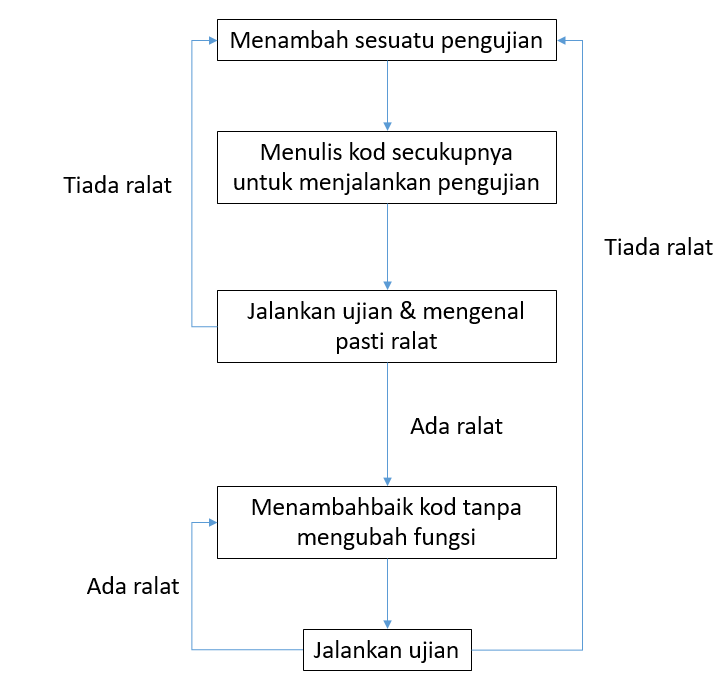 Menambah sesuatu pengujian
Menulis kod secukupnya
untuk menjalankan pengujian
Tiada ralat
Tiada ralat
Jalankan ujian & mengenal
pasti ralat
Ada ralat
Menambahbaik kod tanpa
mengubah fungsi
Ada ralat
Jalankan ujian